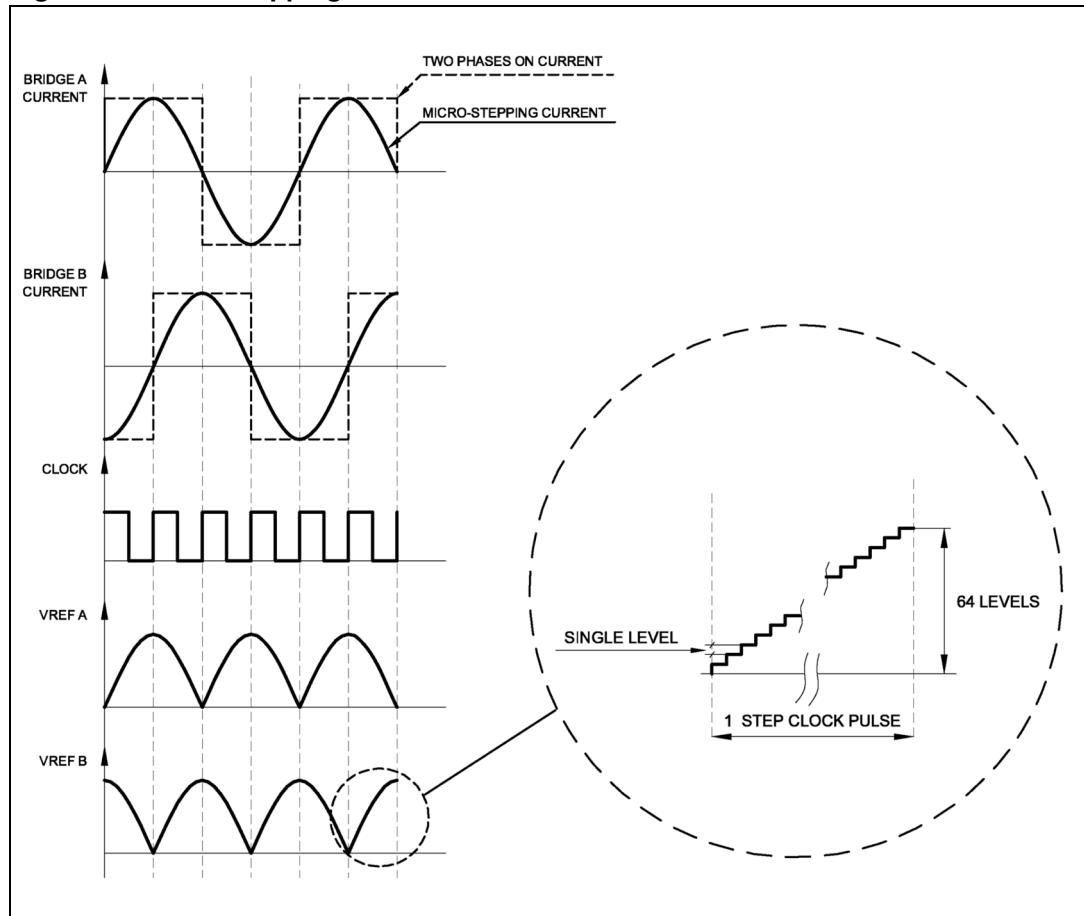 BRIDGE A
CURRENT
TWO PHASES ON CURRENT
MICRO-STEPPING CURRENT
BRIDGE B
CURRENT
CLOCK
VREF A
64 LEVELS
SINGLE LEVEL
1 STEP CLOCK PULSE
VREF B